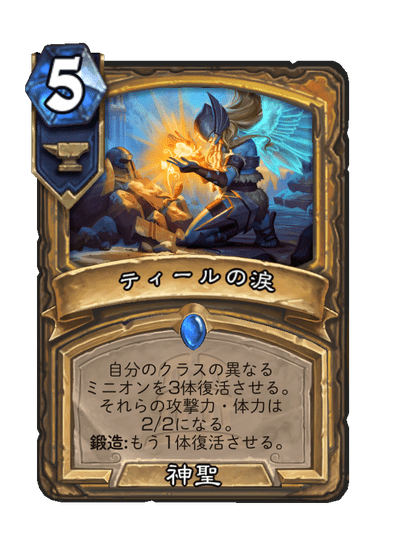 5
ティールの涙
自分のクラスの異なる
ミニオンを3体復活させる。
それらの攻撃力・体力は
2/2になる。
鍛造:もう1体復活させる。
神聖